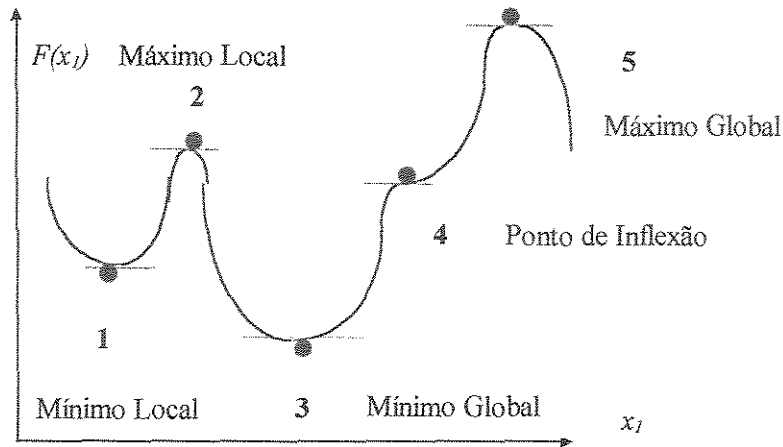 F(x₁) Máximo Local
2
5
Máximo Global
4 Ponto de Inflexão
1
Mínimo Local 3 Mínimo Global
x₁